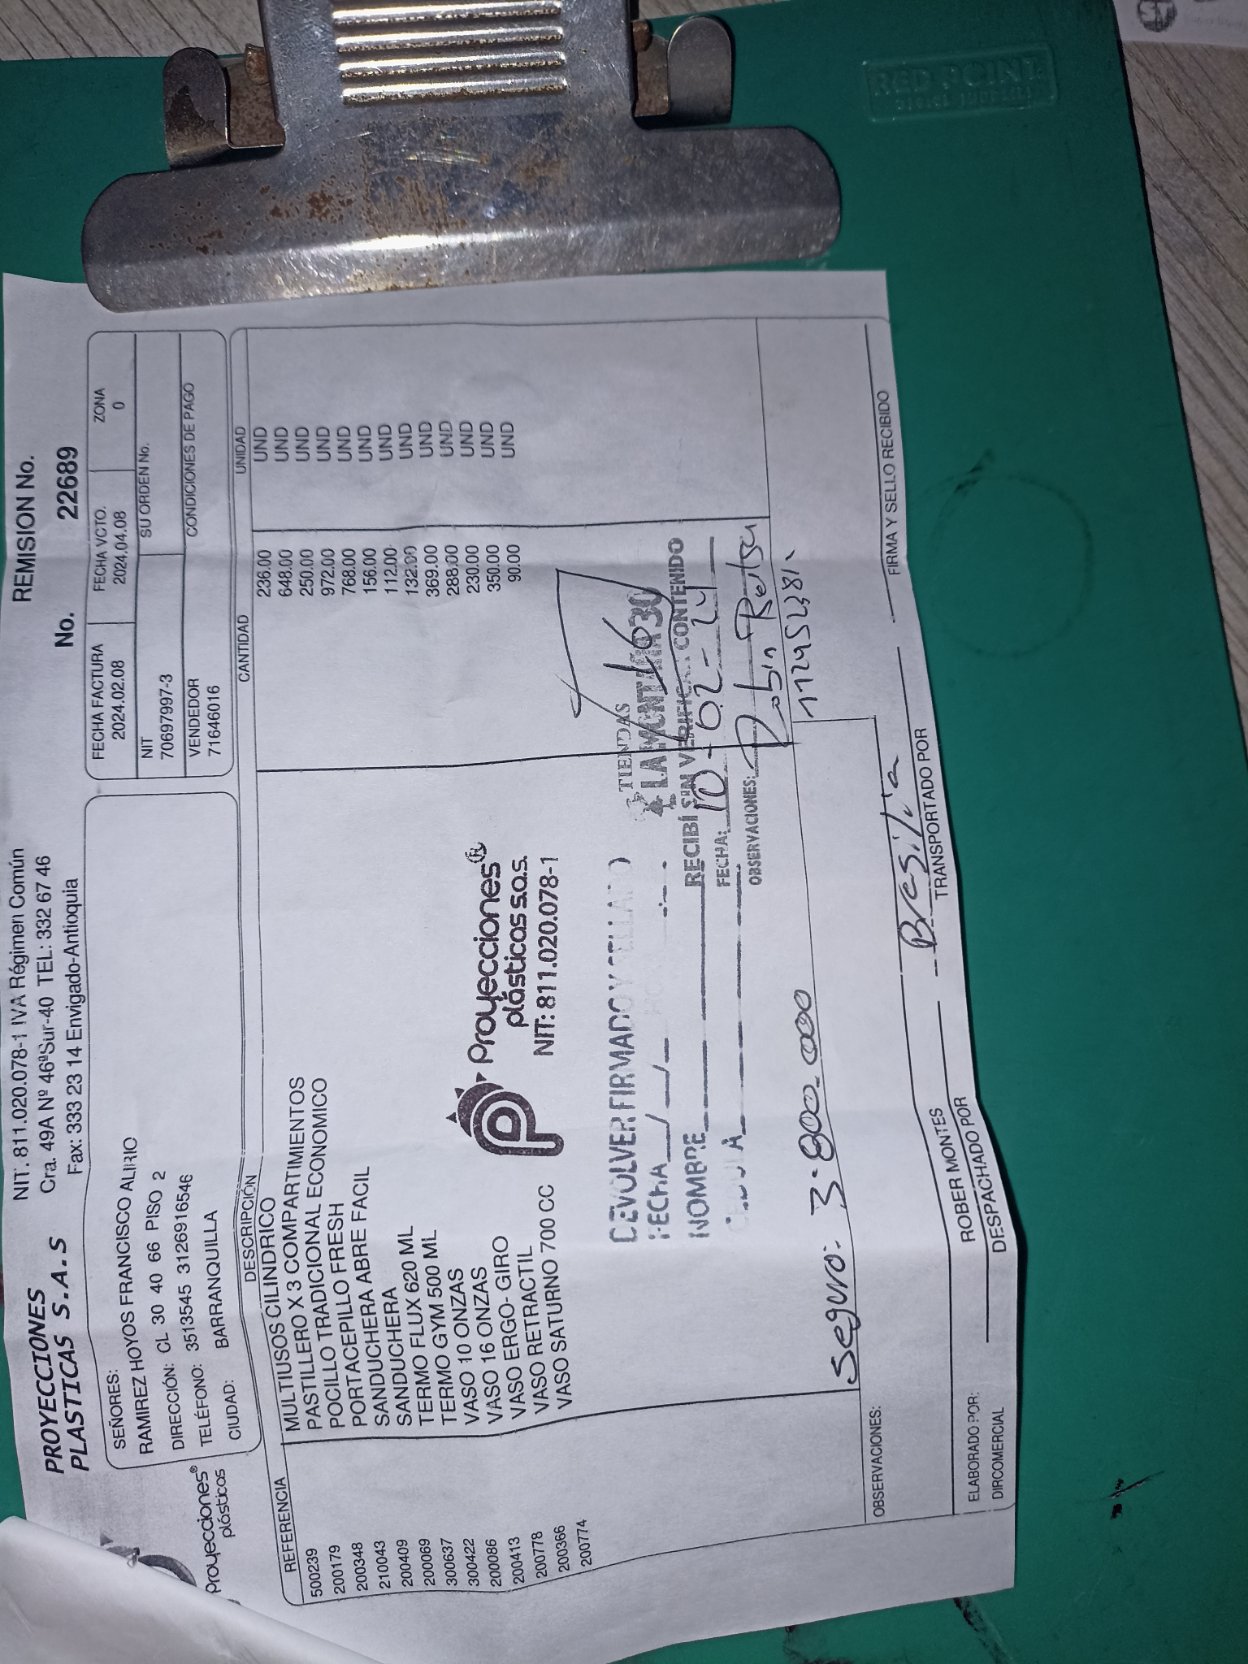 PROYECCIONES
PLASTICAS S.A.S
NIT: 811.020.078-1 IVA Régimen Común
Cra. 49A Nº 46ªSur-40 TEL: 332 67 46
Fax: 333 23 14 Envigado-Antioquia
REMISION No.
No. 22689
Proyecciones®
plásticas
SEÑORES:
RAMIREZ HOYOS FRANCISCO ALIRIO
DIRECCIÓN: CL 30 40 66 PISO 2
TELÉFONO: 3513545 3126916546
CIUDAD: BARRANQUILLA
FECHA FACTURA FECHA VCTO. ZONA
2024.02.08 2024.04.08 0
NIT SU ORDEN No.
70697997-3
VENDEDOR CONDICIONES DE PAGO
71646016
REFERENCIA DESCRIPCIÓN CANTIDAD UNIDAD
500239 MULTIUSOS CILINDRICO 236.00 UND
200179 PASTILLERO X 3 COMPARTIMIENTOS 648.00 UND
200348 POCILLO TRADICIONAL ECONOMICO 250.00 UND
210043 PORTACEPILLO FRESH 972.00 UND
200409 SANDUCHERA ABRE FACIL 768.00 UND
200069 SANDUCHERA 156.00 UND
300637 TERMO FLUX 620 ML 112.00 UND
300422 TERMO GYM 500 ML 132.00 UND
200086 VASO 10 ONZAS 369.00 UND
200413 VASO 16 ONZAS 288.00 UND
200778 VASO ERGO- GIRO 230.00 UND
200366 VASO RETRACTIL 350.00 UND
200774 VASO SATURNO 700 CC 90.00 UND
Proyecciones
plásticas s.a.s.
NIT: 811.020.078-1
DEVOLVER FIRMADO Y SELLADO
FECHA / /
NOMBRE
TIENDAS
LA MONTAÑA
RECIBÍ SIN VERIFICAR CONTENIDO
FECHA: 10-02-24
OBSERVACIONES:
OBSERVACIONES: Seguro: 3.800.000
ELABORADO POR: ROBER MONTES Brasilia
DIRCOMERCIAL DESPACHADO POR TRANSPORTADO POR FIRMA Y SELLO RECIBIDO
RED POINT